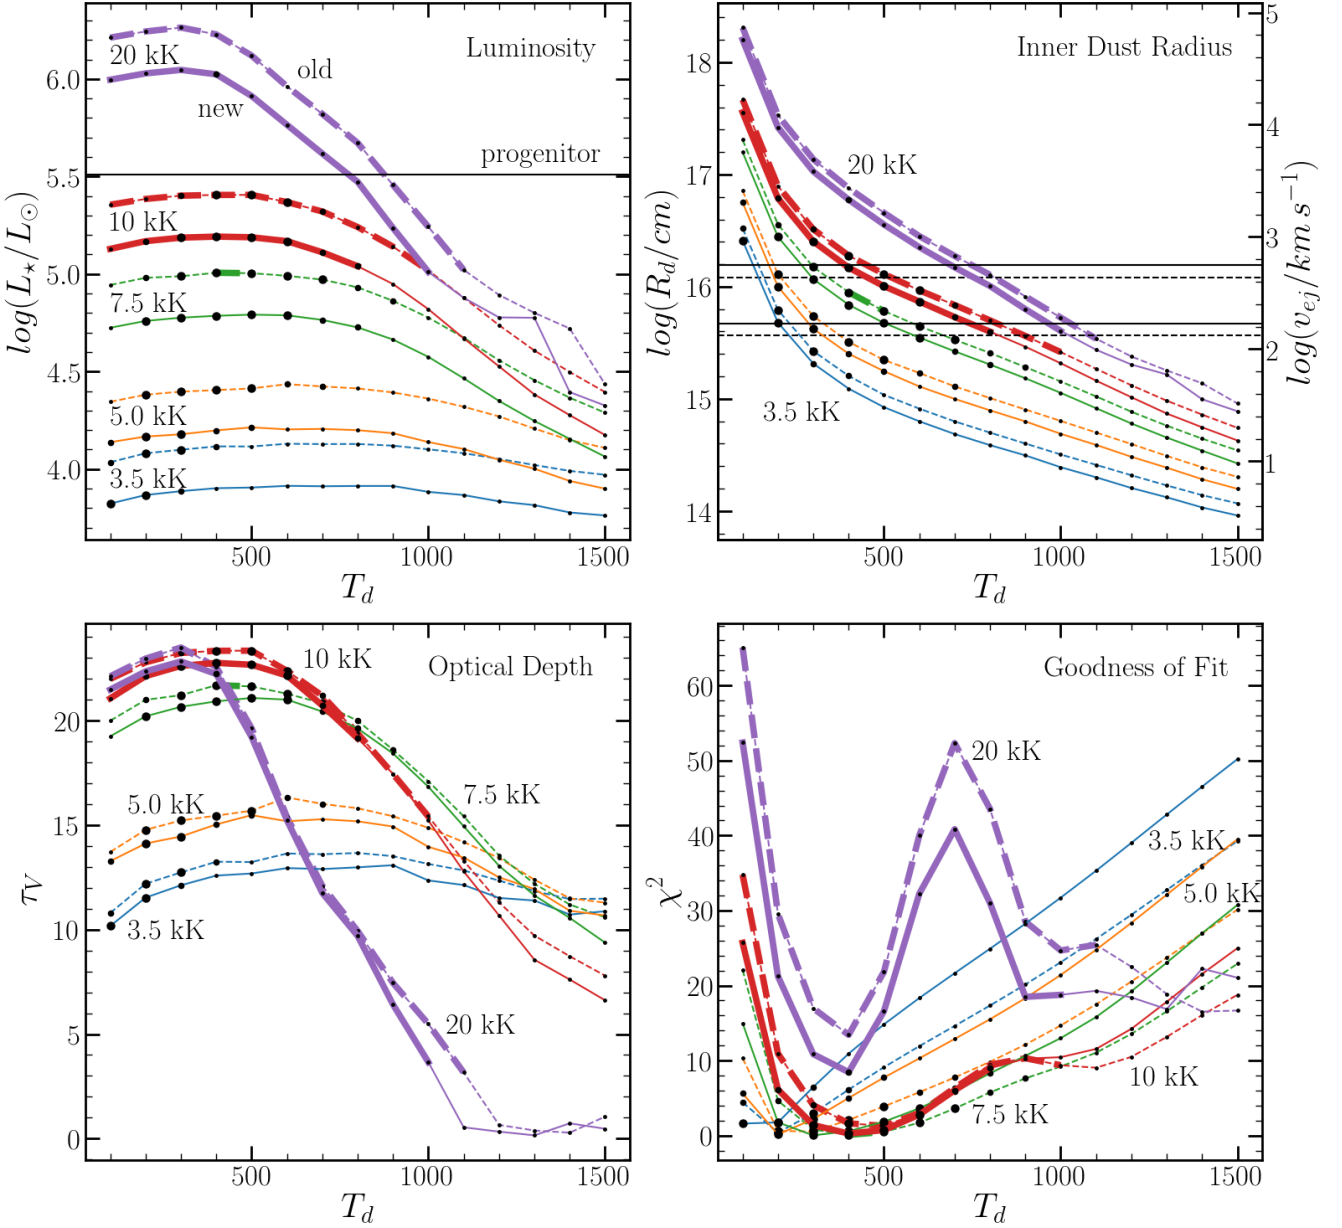 Luminosity
20 kK
old
new
progenitor
10 kK
7.5 kK
5.0 kK
3.5 kK
6.0
5.5
5.0
4.5
4.0
log(L⋆/L⊙)
500
1000
1500
T_d
Inner Dust Radius
20 kK
3.5 kK
18
17
16
15
14
log(R_d/cm)
5
4
3
2
1
log(v_ej/km s⁻¹)
500
1000
1500
T_d
Optical Depth
10 kK
7.5 kK
5.0 kK
3.5 kK
20 kK
20
15
10
5
0
τ_V
500
1000
1500
T_d
Goodness of Fit
20 kK
3.5 kK
5.0 kK
10 kK
7.5 kK
60
50
40
30
20
10
0
χ²
500
1000
1500
T_d